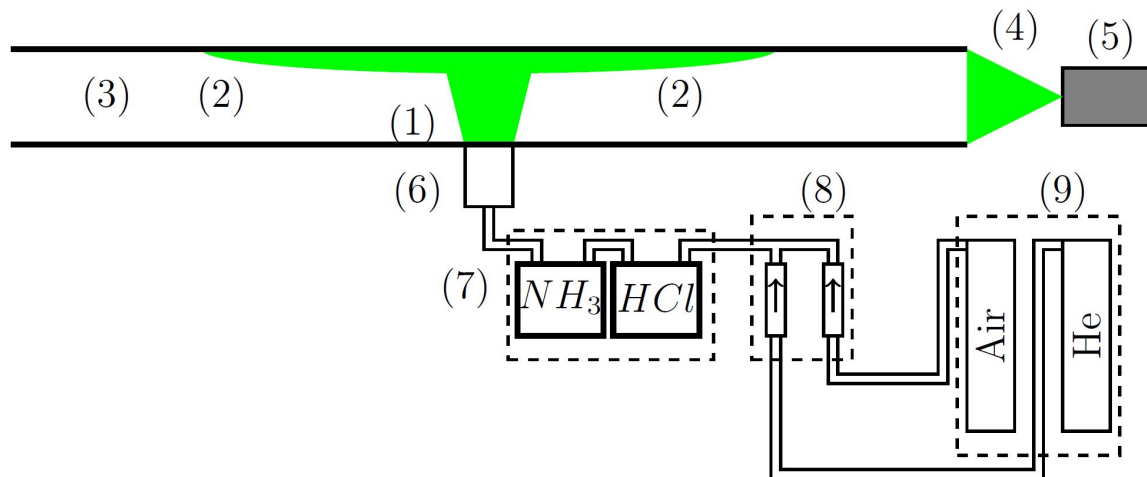 (4)
(5)
(3)
(2)
(2)
(1)
(6)
(8)
(9)
(7)
NH₃
HCl
Air
He